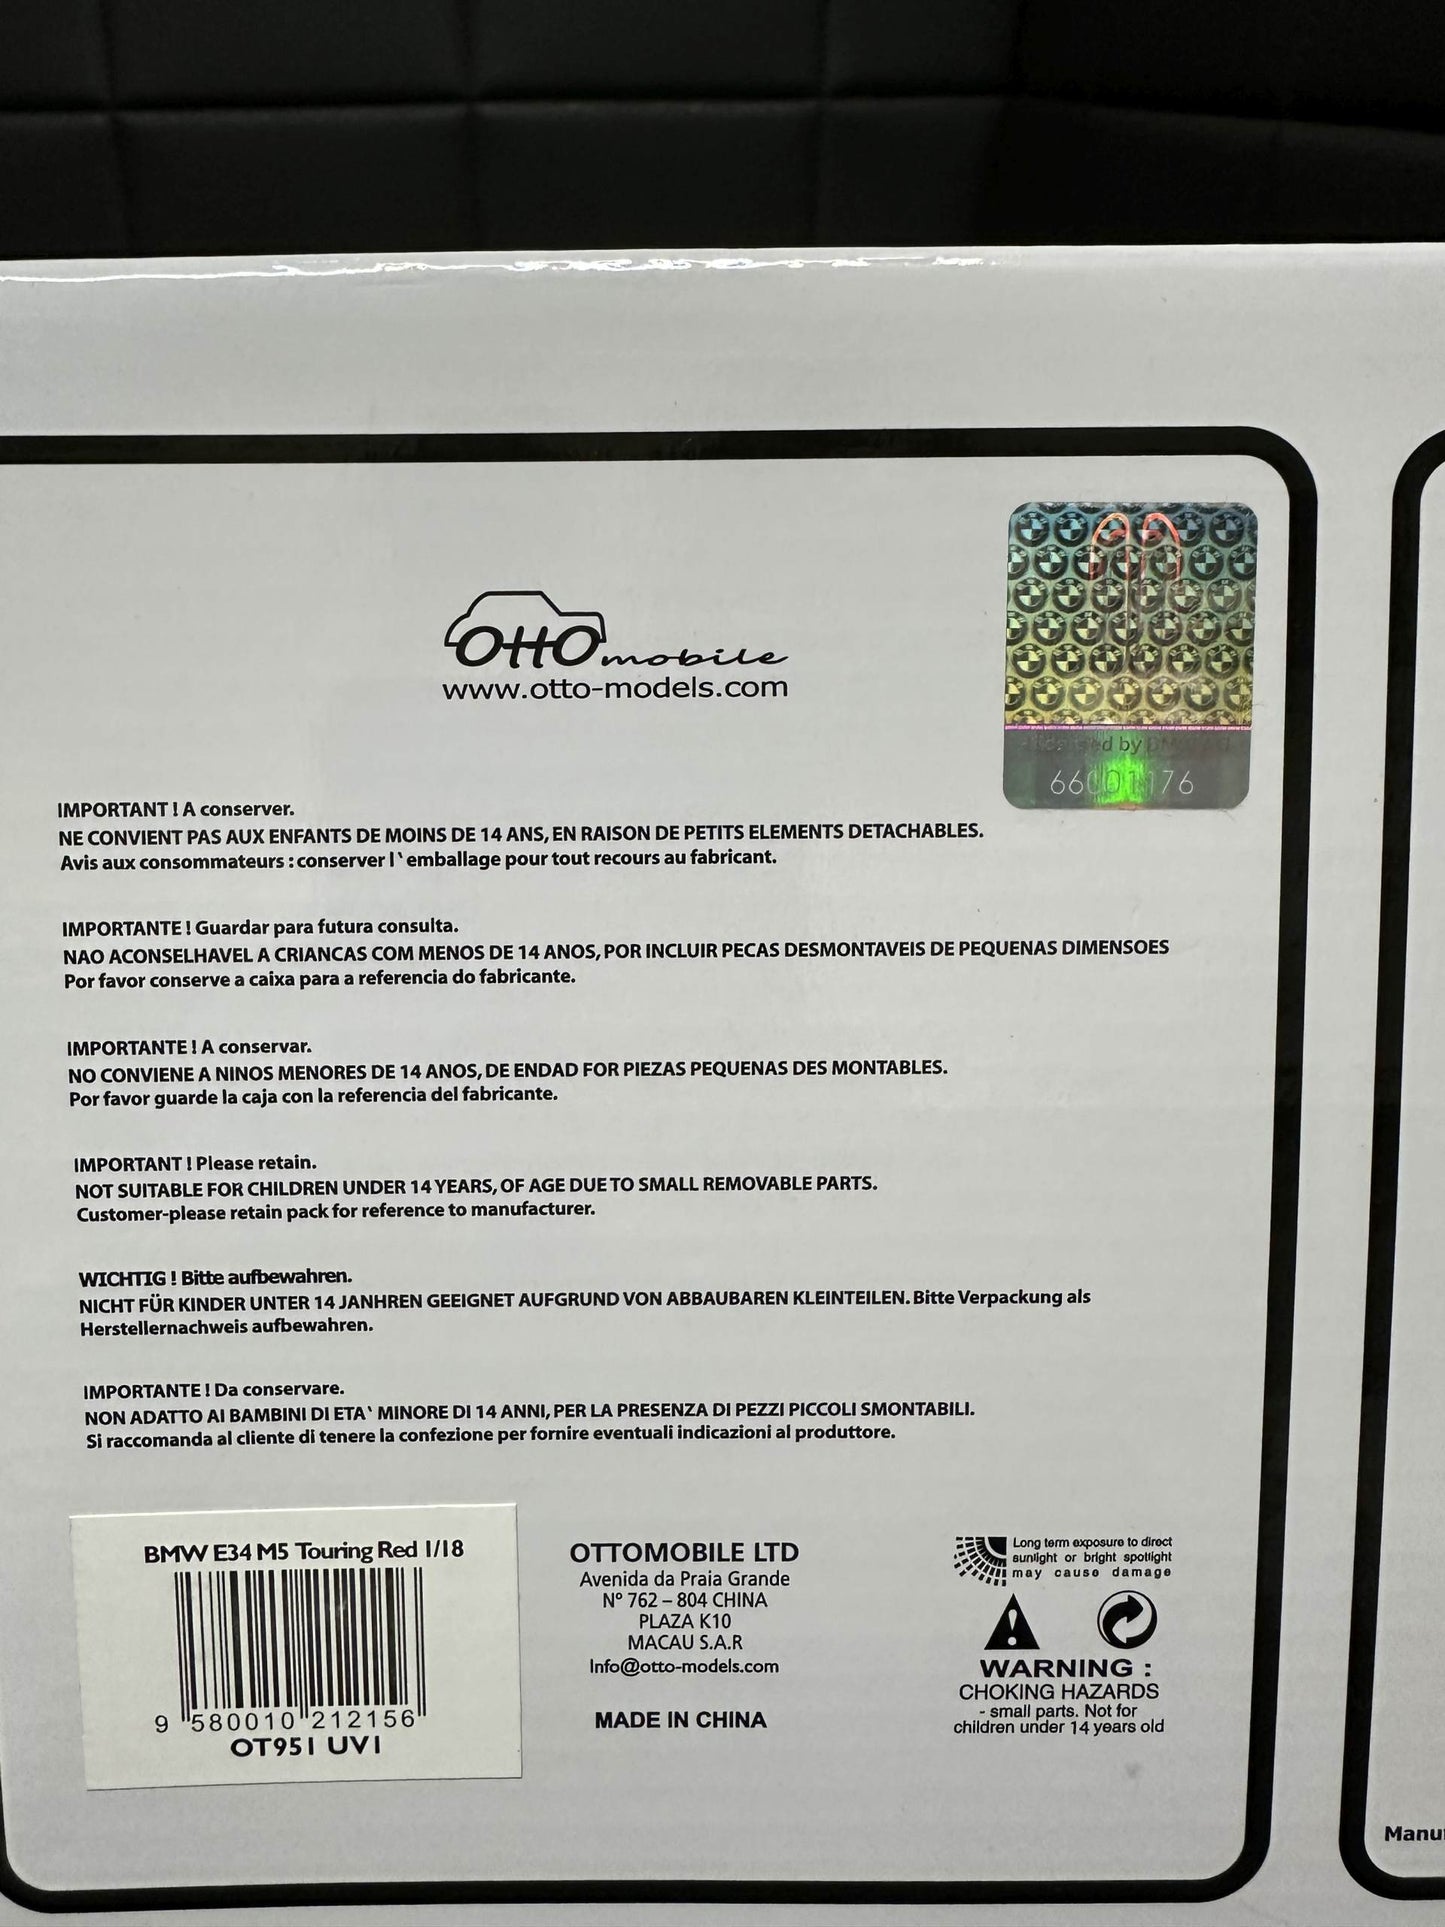 OTTOmobile
www.otto-models.com
by
66001176
IMPORTANT ! A conserver.
NE CONVIENT PAS AUX ENFANTS DE MOINS DE 14 ANS, EN RAISON DE PETITS ELEMENTS DETACHABLES.
Avis aux consommateurs : conserver l`emballage pour tout recours au fabricant.
IMPORTANTE ! Guardar para futura consulta.
NAO ACONSELHAVEL A CRIANCAS COM MENOS DE 14 ANOS, POR INCLUIR PECAS DESMONTAVEIS DE PEQUENAS DIMENSOES
Por favor conserve a caixa para a referencia do fabricante.
IMPORTANTE ! A conservar.
NO CONVIENE A NINOS MENORES DE 14 ANOS, DE ENDAD FOR PIEZAS PEQUENAS DES MONTABLES.
Por favor guarde la caja con la referencia del fabricante.
IMPORTANT ! Please retain.
NOT SUITABLE FOR CHILDREN UNDER 14 YEARS, OF AGE DUE TO SMALL REMOVABLE PARTS.
Customer-please retain pack for reference to manufacturer.
WICHTIG ! Bitte aufbewahren.
NICHT FÜR KINDER UNTER 14 JANHREN GEEIGNET AUFGRUND VON ABBAUBAREN KLEINTEILEN. Bitte Verpackung als
Herstellernachweis aufbewahren.
IMPORTANTE ! Da conservare.
NON ADATTO AI BAMBINI DI ETA` MINORE DI 14 ANNI, PER LA PRESENZA DI PEZZI PICCOLI SMONTABILI.
Si raccomanda al cliente di tenere la confezione per fornire eventuali indicazioni al produttore.
BMW E34 M5 Touring Red 1/18
9 580010 212156
OT951 UV1
OTTOMOBILE LTD
Avenida da Praia Grande
Nº 762 – 804 CHINA
PLAZA K10
MACAU S.A.R
Info@otto-models.com
MADE IN CHINA
Long term exposure to direct
sunlight or bright spotlight
may cause damage
WARNING :
CHOKING HAZARDS
- small parts. Not for
children under 14 years old